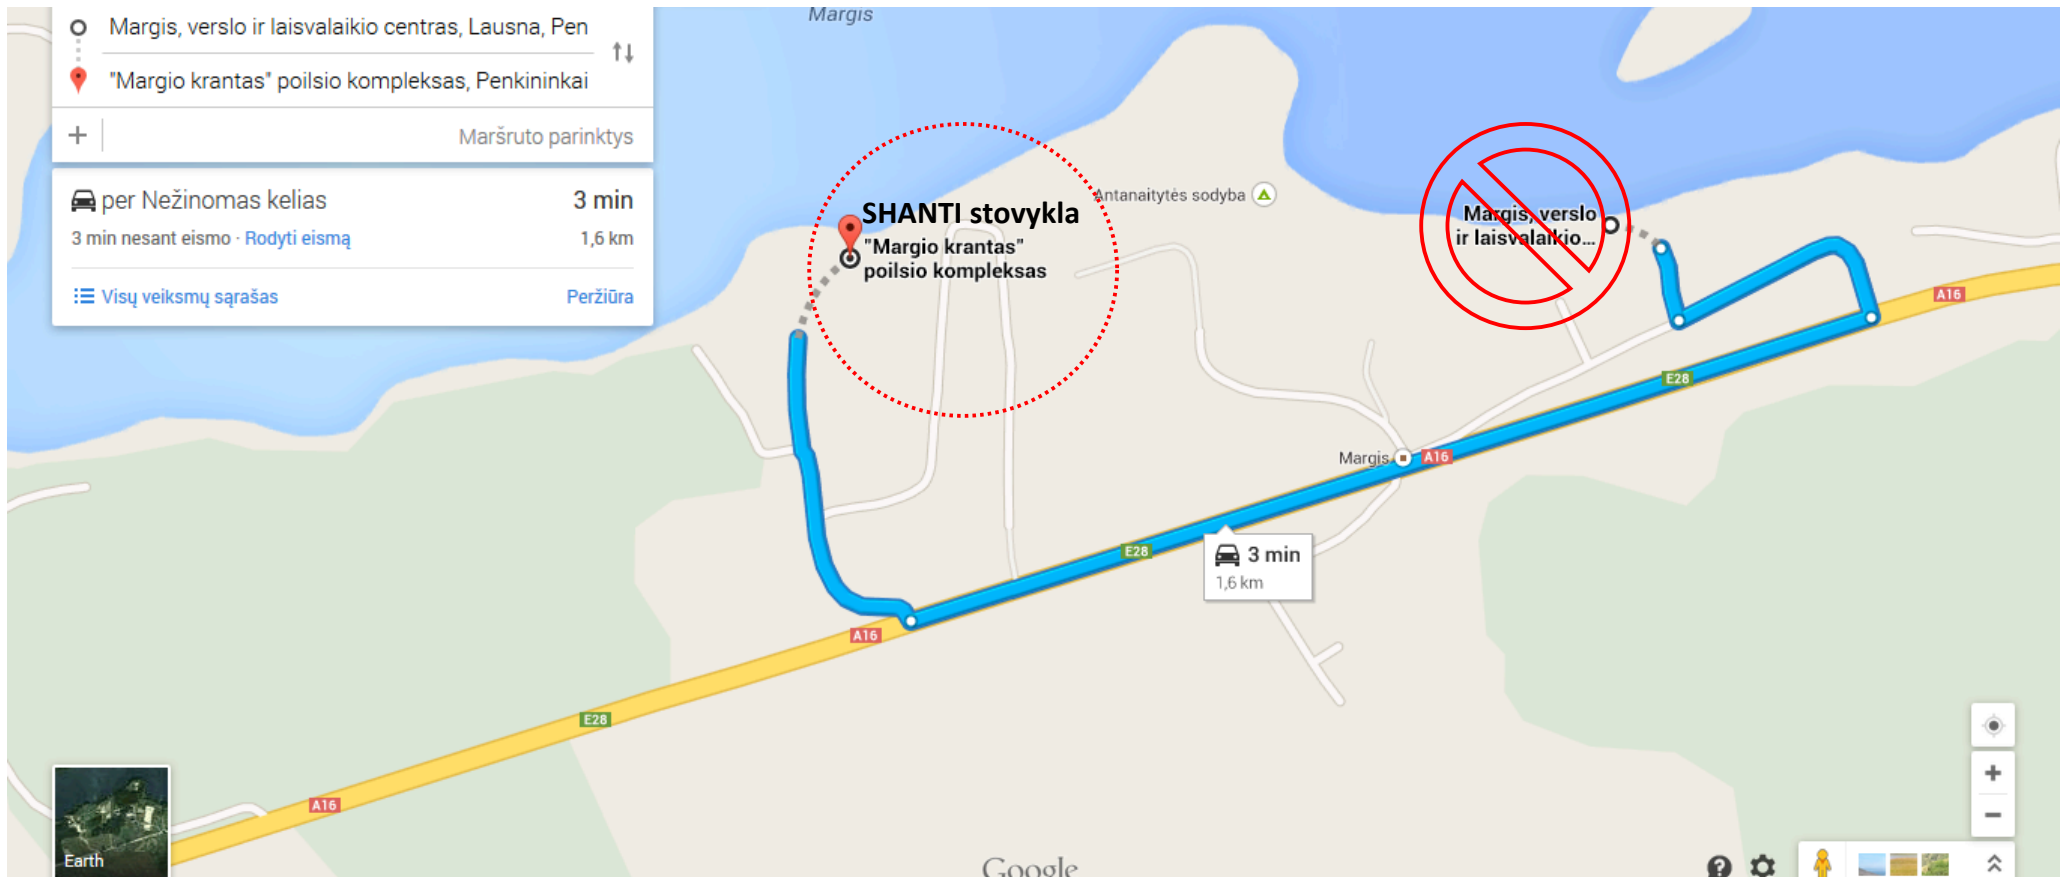 Margis, verslo ir laisvalaikio centras, Lausna, Pen
"Margio krantas" poilsio kompleksas, Penkininkai
Maršruto parinktys
per Nežinomas kelias 3 min
3 min nesant eismo · Rodyti eismą 1,6 km
Visų veiksmų sąrašas Peržiūra
Margis
Antanaitytės sodyba
SHANTI stovykla
"Margio krantas"
poilsio kompleksas
Margis, verslo
ir laisvalaikio...
A16
E28
Margis
A16
E28
3 min
1,6 km
A16
E28
A16
Earth
Google